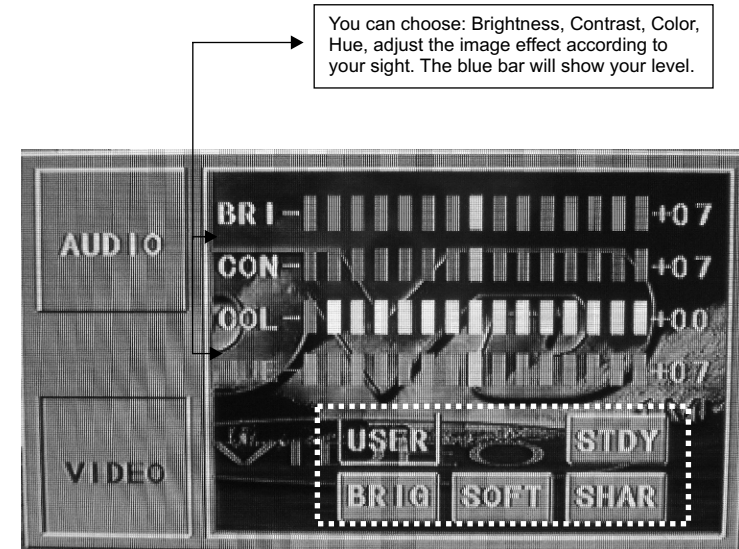 You can choose: Brightness, Contrast, Color,
Hue, adjust the image effect according to
your sight. The blue bar will show your level.
AUDIO
BRI - +07
CON - +07
COL - +00
HUE - +07
VIDEO
USER STDY
BRIG SOFT SHAR